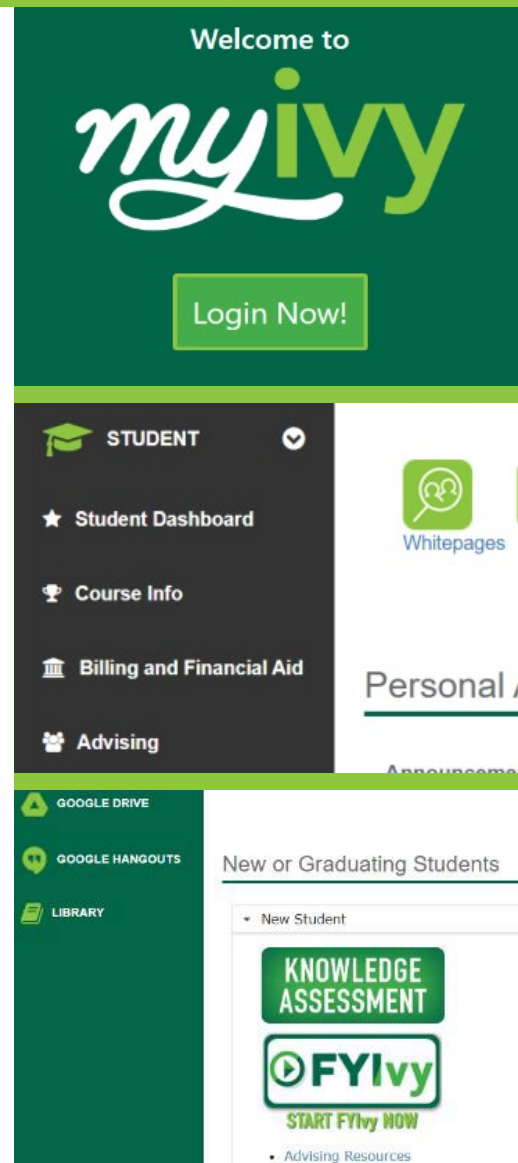 Welcome to
myivy
Login Now!
STUDENT
Student Dashboard
Course Info
Billing and Financial Aid
Advising
Whitepages
Personal
GOOGLE DRIVE
GOOGLE HANGOUTS
LIBRARY
New or Graduating Students
New Student
KNOWLEDGE
ASSESSMENT
FYIvy
START FYIvy NOW
• Advising Resources